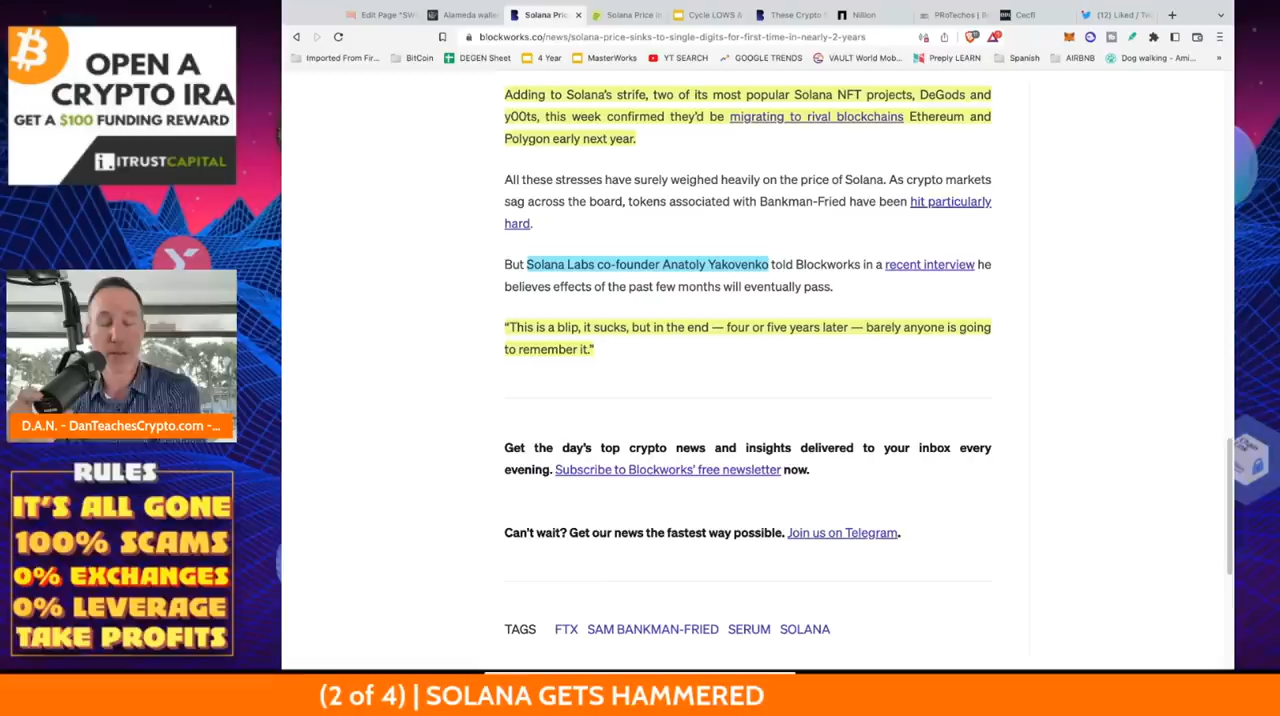 Edit Page "SW
Alameda walle
Solana Pric
Solana Price in
Cycle LOWS &
These Crypto S
Nillion
PRoTechos | B
Cecfi
(12) Liked / Tw
blockworks.co/news/solana-price-sinks-to-single-digits-for-first-time-in-nearly-2-years
Imported From Fir...
BitCoin
DEGEN Sheet
4 Year
MasterWorks
YT SEARCH
GOOGLE TRENDS
VAULT World Mob...
Preply LEARN
Spanish
AIRBNB
Dog walking - Ami...
»
OPEN A
CRYPTO IRA
GET A $100 FUNDING REWARD
ITRUSTCAPITAL
D.A.N. - DanTeachesCrypto.com -...
RULES
IT'S ALL GONE
100% SCAMS
0% EXCHANGES
0% LEVERAGE
TAKE PROFITS
Adding to Solana's strife, two of its most popular Solana NFT projects, DeGods and
y00ts, this week confirmed they'd be migrating to rival blockchains Ethereum and
Polygon early next year.
All these stresses have surely weighed heavily on the price of Solana. As crypto markets
sag across the board, tokens associated with Bankman-Fried have been hit particularly
hard.
But Solana Labs co-founder Anatoly Yakovenko told Blockworks in a recent interview he
believes effects of the past few months will eventually pass.
"This is a blip, it sucks, but in the end — four or five years later — barely anyone is going
to remember it."
Get the day's top crypto news and insights delivered to your inbox every
evening. Subscribe to Blockworks' free newsletter now.
Can't wait? Get our news the fastest way possible. Join us on Telegram.
TAGS FTX SAM BANKMAN-FRIED SERUM SOLANA
(2 of 4) | SOLANA GETS HAMMERED